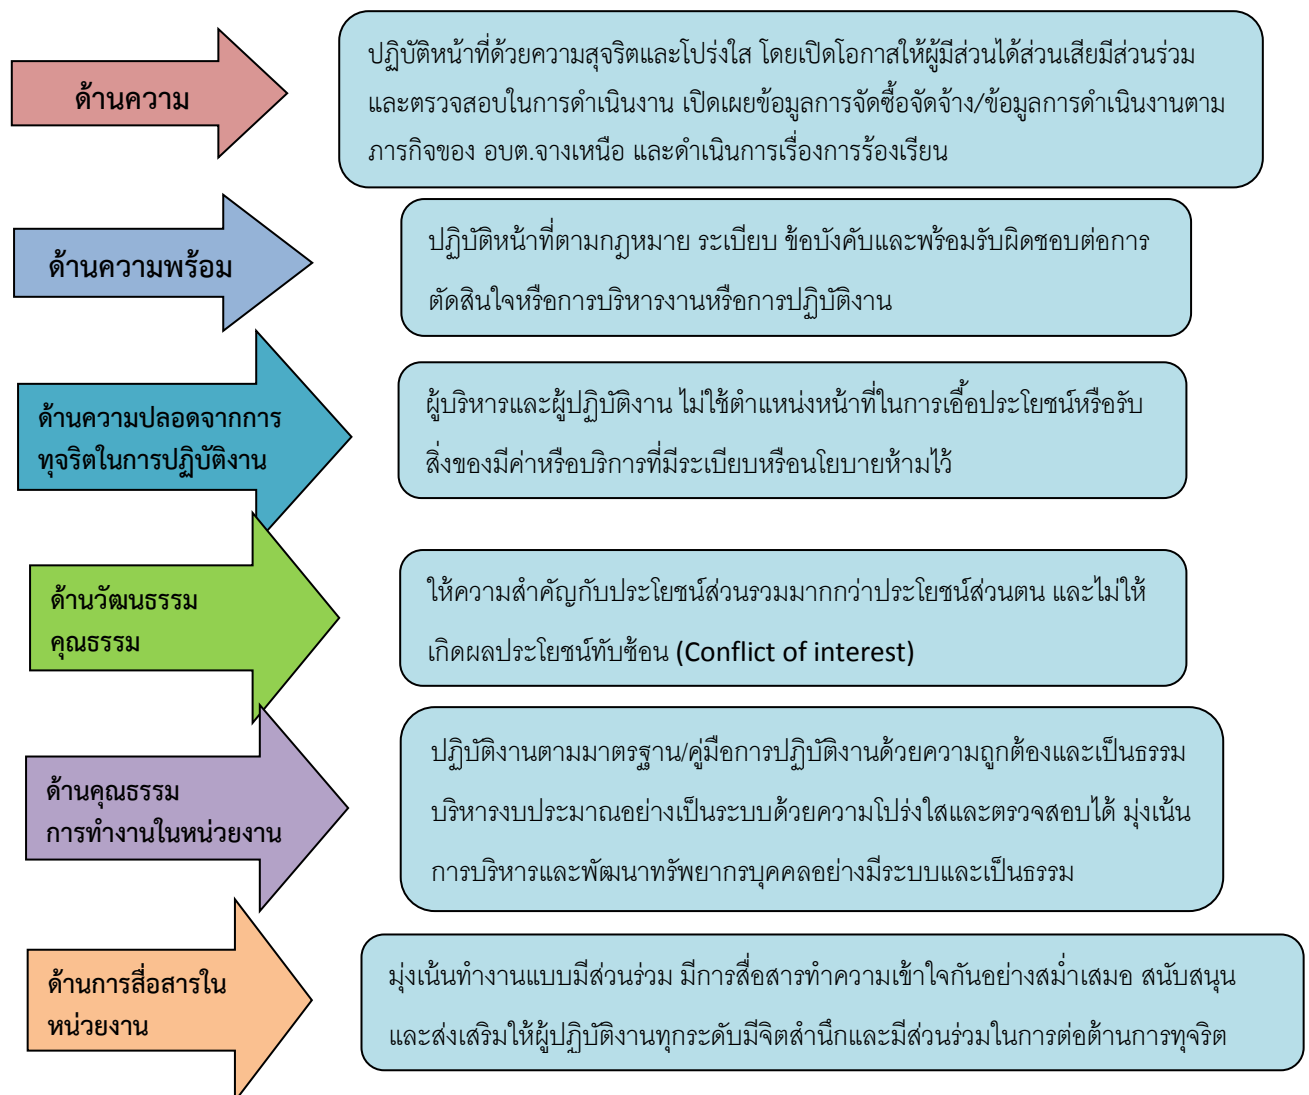 ด้านความ
ปฏิบัติหน้าที่ด้วยความสุจริตและโปร่งใส โดยเปิดโอกาสให้ผู้มีส่วนได้ส่วนเสียมีส่วนร่วม
และตรวจสอบในการดำเนินงาน เปิดเผยข้อมูลการจัดซื้อจัดจ้าง/ข้อมูลการดำเนินงานตาม
ภารกิจของ อบต.จางเหนือ และดำเนินการเรื่องการร้องเรียน
ด้านความพร้อม
ปฏิบัติหน้าที่ตามกฎหมาย ระเบียบ ข้อบังคับและพร้อมรับผิดชอบต่อการ
ตัดสินใจหรือการบริหารงานหรือการปฏิบัติงาน
ด้านความปลอดจากการ
ทุจริตในการปฏิบัติงาน
ผู้บริหารและผู้ปฏิบัติงาน ไม่ใช้ตำแหน่งหน้าที่ในการเอื้อประโยชน์หรือรับ
สิ่งของมีค่าหรือบริการที่มีระเบียบหรือนโยบายห้ามไว้
ด้านวัฒนธรรม
คุณธรรม
ให้ความสำคัญกับประโยชน์ส่วนรวมมากกว่าประโยชน์ส่วนตน และไม่ให้
เกิดผลประโยชน์ทับซ้อน (Conflict of interest)
ด้านคุณธรรม
การทำงานในหน่วยงาน
ปฏิบัติงานตามมาตรฐาน/คู่มือการปฏิบัติงานด้วยความถูกต้องและเป็นธรรม
บริหารงบประมาณอย่างเป็นระบบด้วยความโปร่งใสและตรวจสอบได้ มุ่งเน้น
การบริหารและพัฒนาทรัพยากรบุคคลอย่างมีระบบและเป็นธรรม
ด้านการสื่อสารใน
หน่วยงาน
มุ่งเน้นทำงานแบบมีส่วนร่วม มีการสื่อสารทำความเข้าใจกันอย่างสม่ำเสมอ สนับสนุน
และส่งเสริมให้ผู้ปฏิบัติงานทุกระดับมีจิตสำนึกและมีส่วนร่วมในการต่อต้านการทุจริต